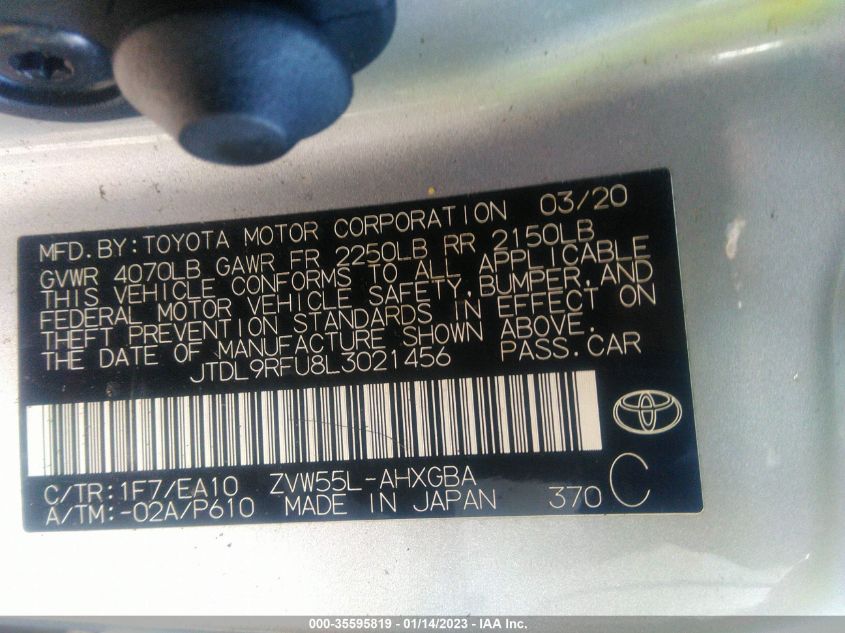 MFD.BY:TOYOTA MOTOR CORPORATION 03/20
GVWR 4070LB GAWR FR 2250LB RR 2150LB
THIS VEHICLE CONFORMS TO ALL APPLICABLE
FEDERAL MOTOR VEHICLE SAFETY,BUMPER,AND
THEFT PREVENTION STANDARDS IN EFFECT ON
THE DATE OF MANUFACTURE SHOWN ABOVE.
JTDL9RFU8L3021456 PASS.CAR
C/TR:1F7/EA10 ZVW55L-AHXGBA
A/TM:-02A/P610 MADE IN JAPAN 370 C
000-35595819 - 01/14/2023 - IAA Inc.